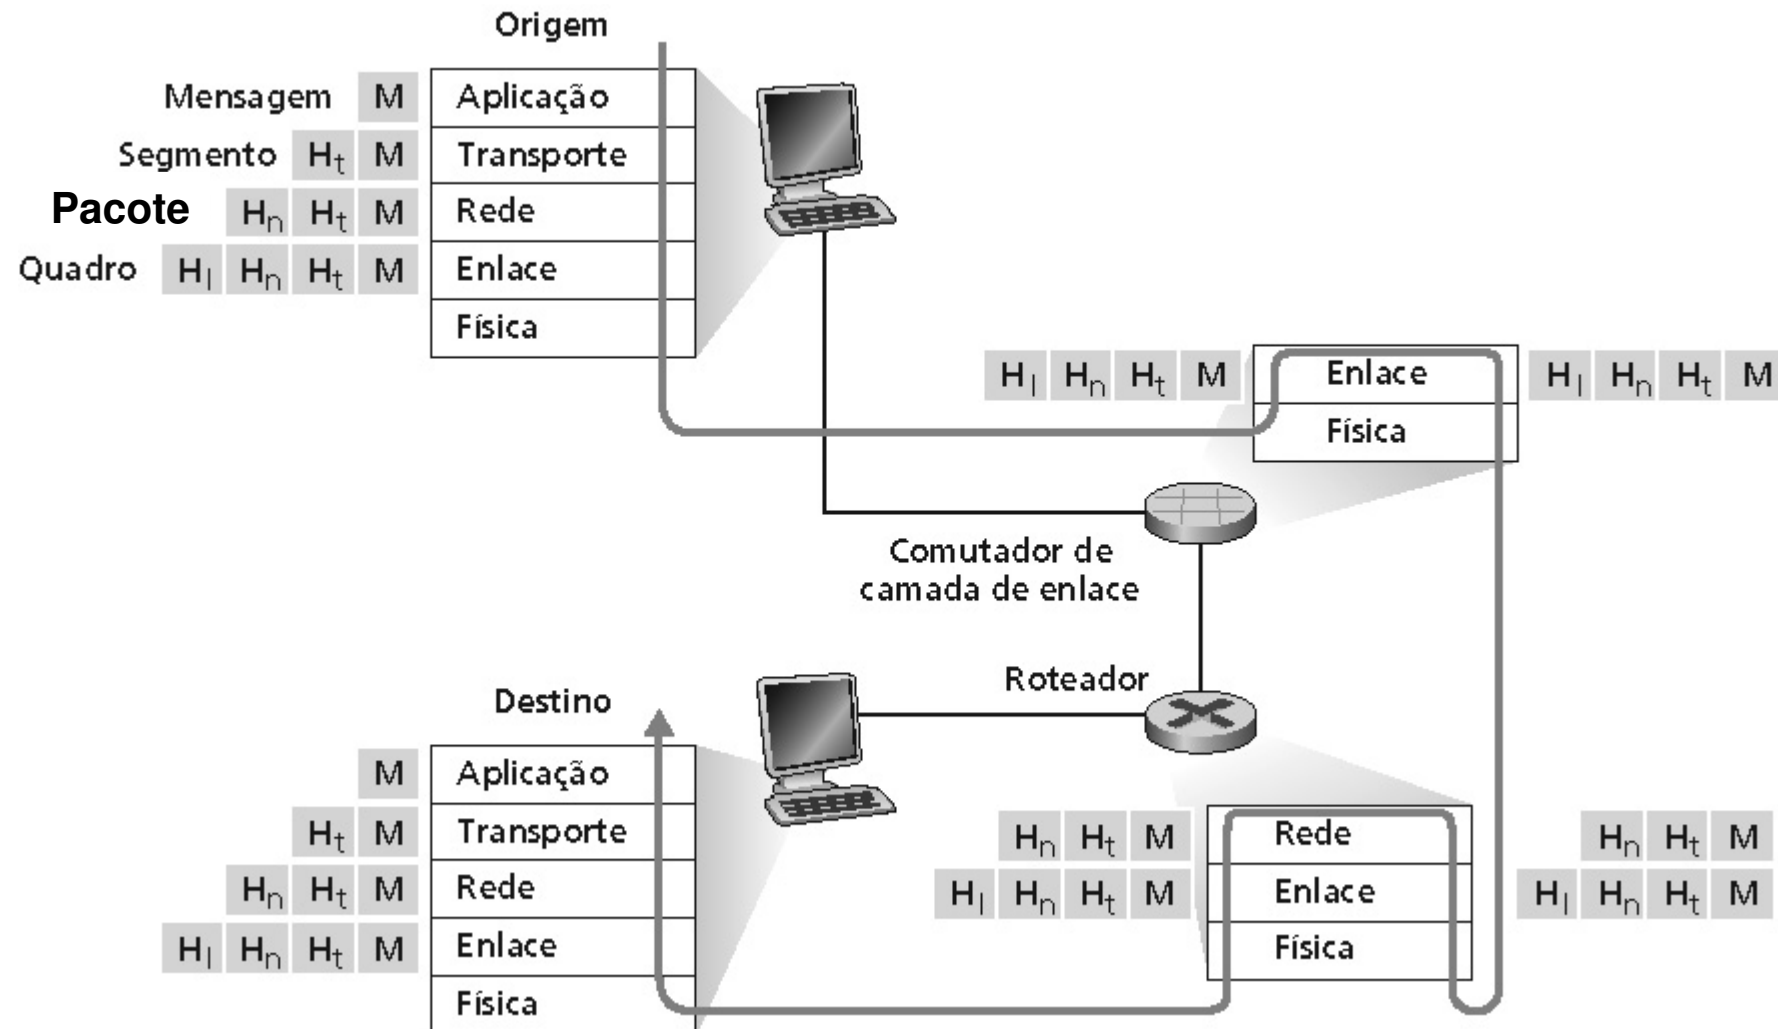 Origem
Mensagem M Aplicação
Segmento Ht M Transporte
Pacote Hn Ht M Rede
Quadro Hl Hn Ht M Enlace
Física
Hl Hn Ht M Enlace Hl Hn Ht M
Física
Comutador de
camada de enlace
Roteador
Destino
M Aplicação
Ht M Transporte
Hn Ht M Rede
Hl Hn Ht M Enlace
Física
Hn Ht M Rede Hn Ht M
Hl Hn Ht M Enlace Hl Hn Ht M
Física